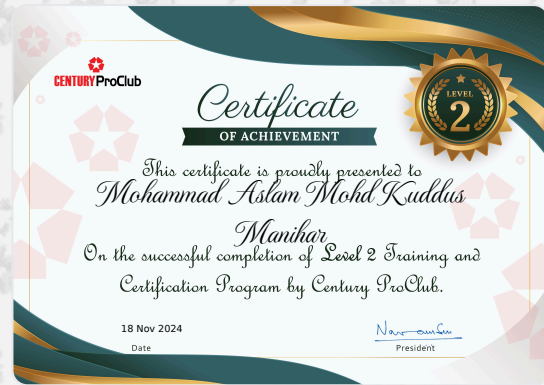 CENTURY ProClub
Certificate
OF ACHIEVEMENT
LEVEL
2
This certificate is proudly presented to
Mohammad Aslam Mohd Kuddus
Manihar
On the successful completion of Level 2 Training and
Certification Program by Century ProClub.
18 Nov 2024
Date
President